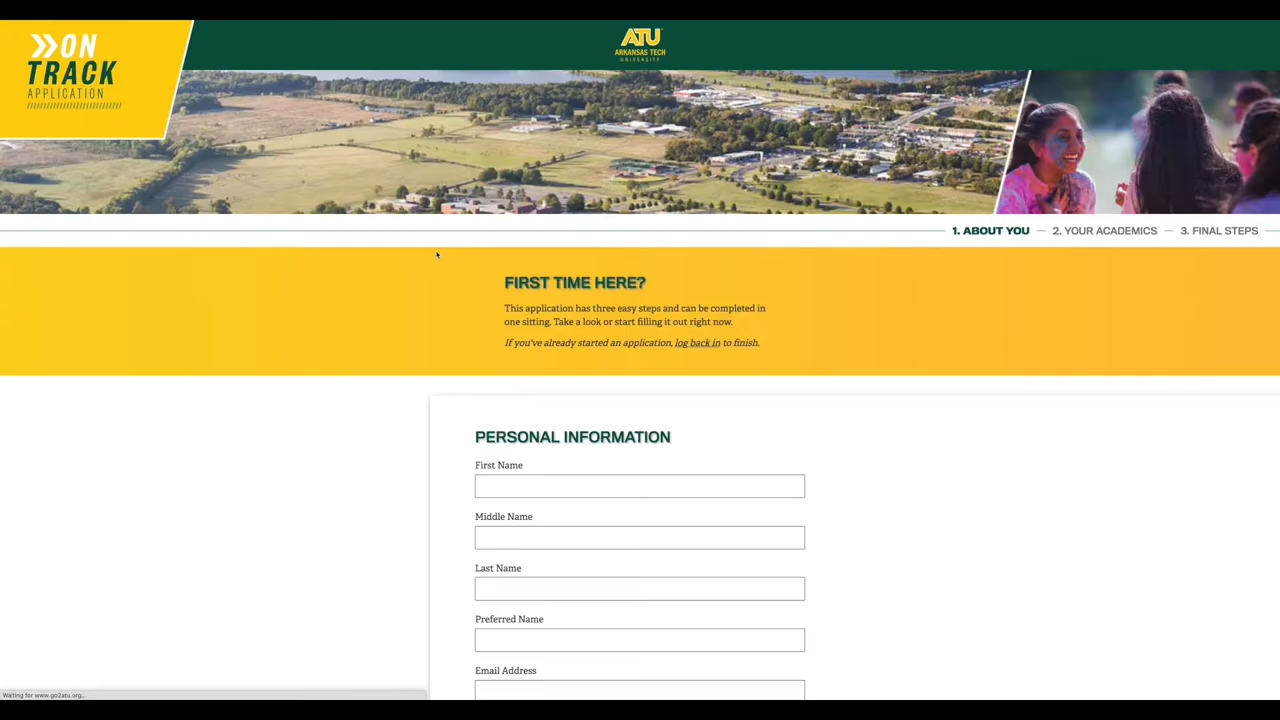 ON
TRACK
APPLICATION
ATU
ARKANSAS TECH
UNIVERSITY
1. ABOUT YOU — 2. YOUR ACADEMICS — 3. FINAL STEPS
FIRST TIME HERE?
This application has three easy steps and can be completed in
one sitting. Take a look or start filling it out right now.
If you've already started an application, log back in to finish.
PERSONAL INFORMATION
First Name
Middle Name
Last Name
Preferred Name
Email Address
Waiting for www.go2atu.org...